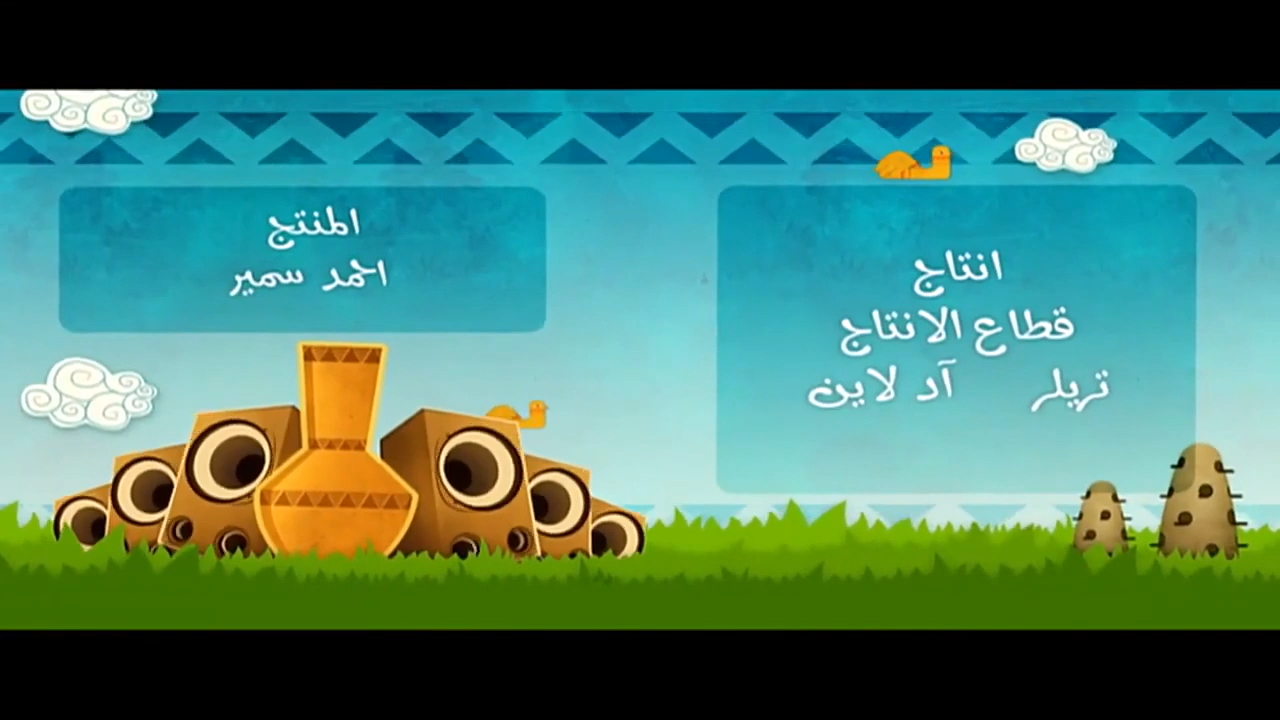 انتاج
قطاع الانتاج
تريلر آد لاين
المنتج
احمد سمير